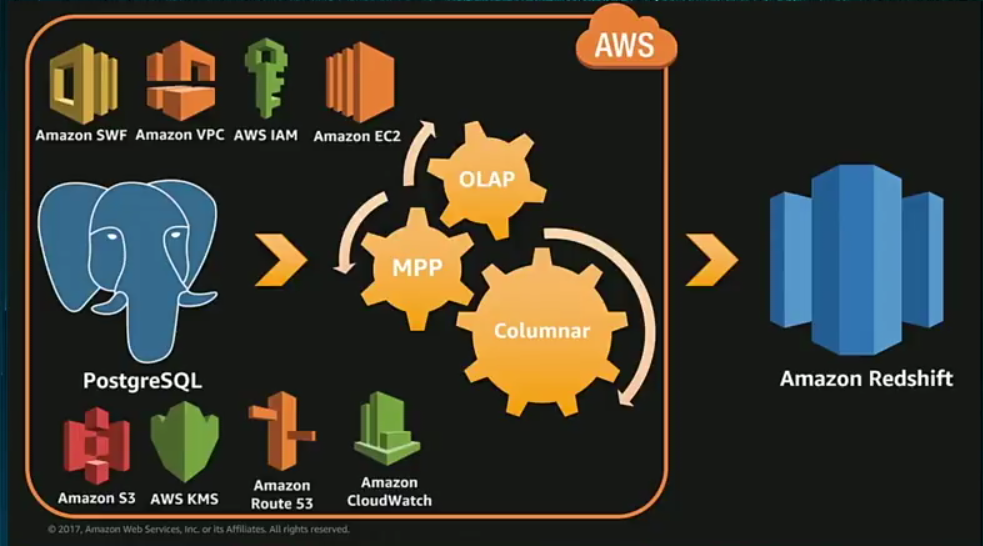 AWS
Amazon SWF
Amazon VPC
AWS IAM
Amazon EC2
OLAP
MPP
Columnar
PostgreSQL
Amazon Redshift
Amazon S3
AWS KMS
Amazon
Route 53
Amazon
CloudWatch
© 2017, Amazon Web Services, Inc. or its Affiliates. All rights reserved.